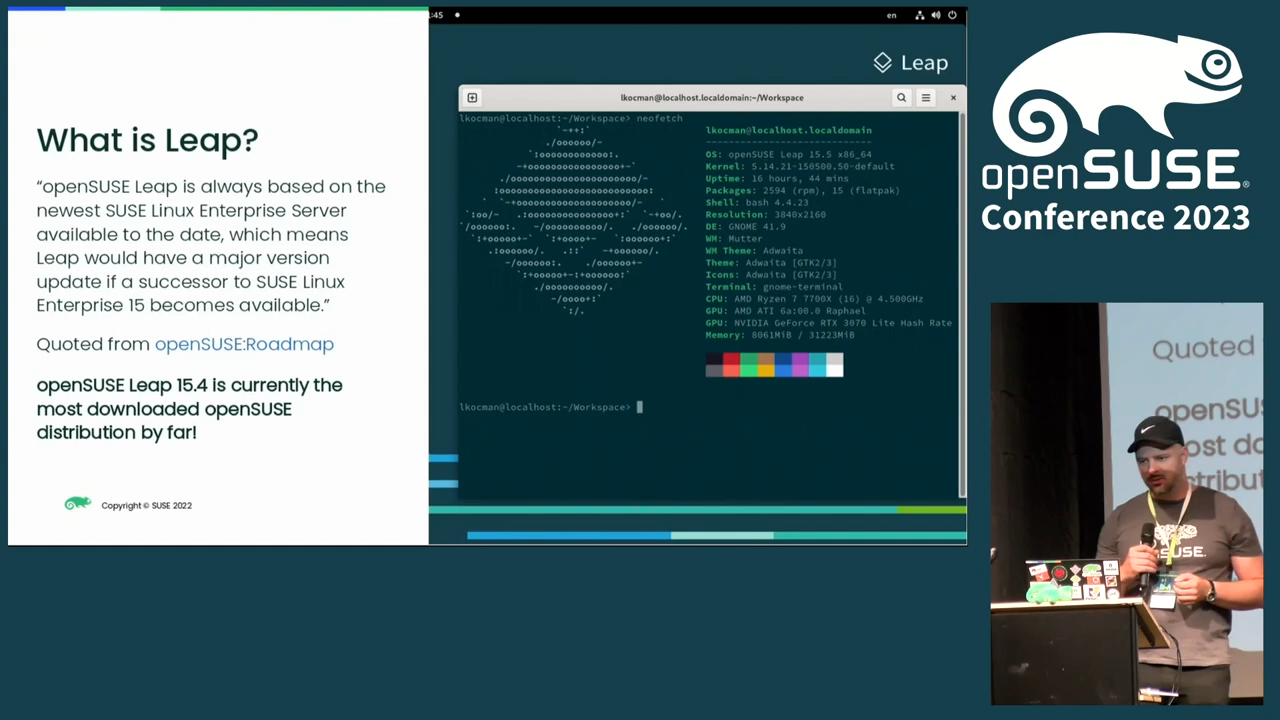 What is Leap?
“openSUSE Leap is always based on the
newest SUSE Linux Enterprise Server
available to the date, which means
Leap would have a major version
update if a successor to SUSE Linux
Enterprise 15 becomes available.”
Quoted from openSUSE:Roadmap
openSUSE Leap 15.4 is currently the
most downloaded openSUSE
distribution by far!
Copyright © SUSE 2022
:45
en
Leap
lkocman@localhost.localdomain:~/Workspace
lkocman@localhost:~/Workspace> neofetch
lkocman@localhost.localdomain
-----------------------------
OS: openSUSE Leap 15.5 x86_64
Kernel: 5.14.21-150500.50-default
Uptime: 16 hours, 44 mins
Packages: 2594 (rpm), 15 (flatpak)
Shell: bash 4.4.23
Resolution: 3840x2160
DE: GNOME 41.9
WM: Mutter
WM Theme: Adwaita
Theme: Adwaita [GTK2/3]
Icons: Adwaita [GTK2/3]
Terminal: gnome-terminal
CPU: AMD Ryzen 7 7700X (16) @ 4.500GHz
GPU: AMD ATI 6a:00.0 Raphael
GPU: NVIDIA GeForce RTX 3070 Lite Hash Rate
Memory: 8061MiB / 31223MiB
lkocman@localhost:~/Workspace>
openSUSE®
Conference 2023
Quoted
openSU
ost do
stribut
SUSE.